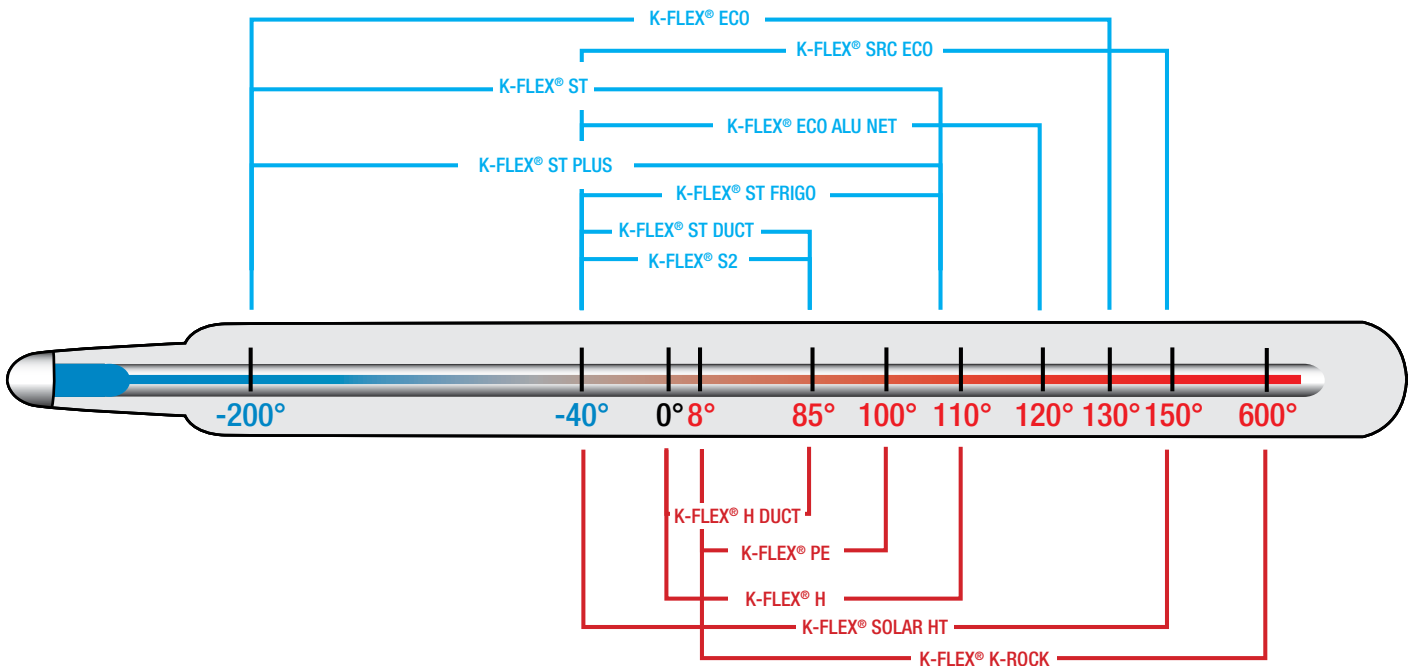 K-FLEX® ECO
K-FLEX® SRC ECO
K-FLEX® ST
K-FLEX® ECO ALU NET
K-FLEX® ST PLUS
K-FLEX® ST FRIGO
K-FLEX® ST DUCT
K-FLEX® S2
-200° -40° 0° 8° 85° 100° 110° 120° 130° 150° 600°
K-FLEX® H DUCT
K-FLEX® PE
K-FLEX® H
K-FLEX® SOLAR HT
K-FLEX® K-ROCK